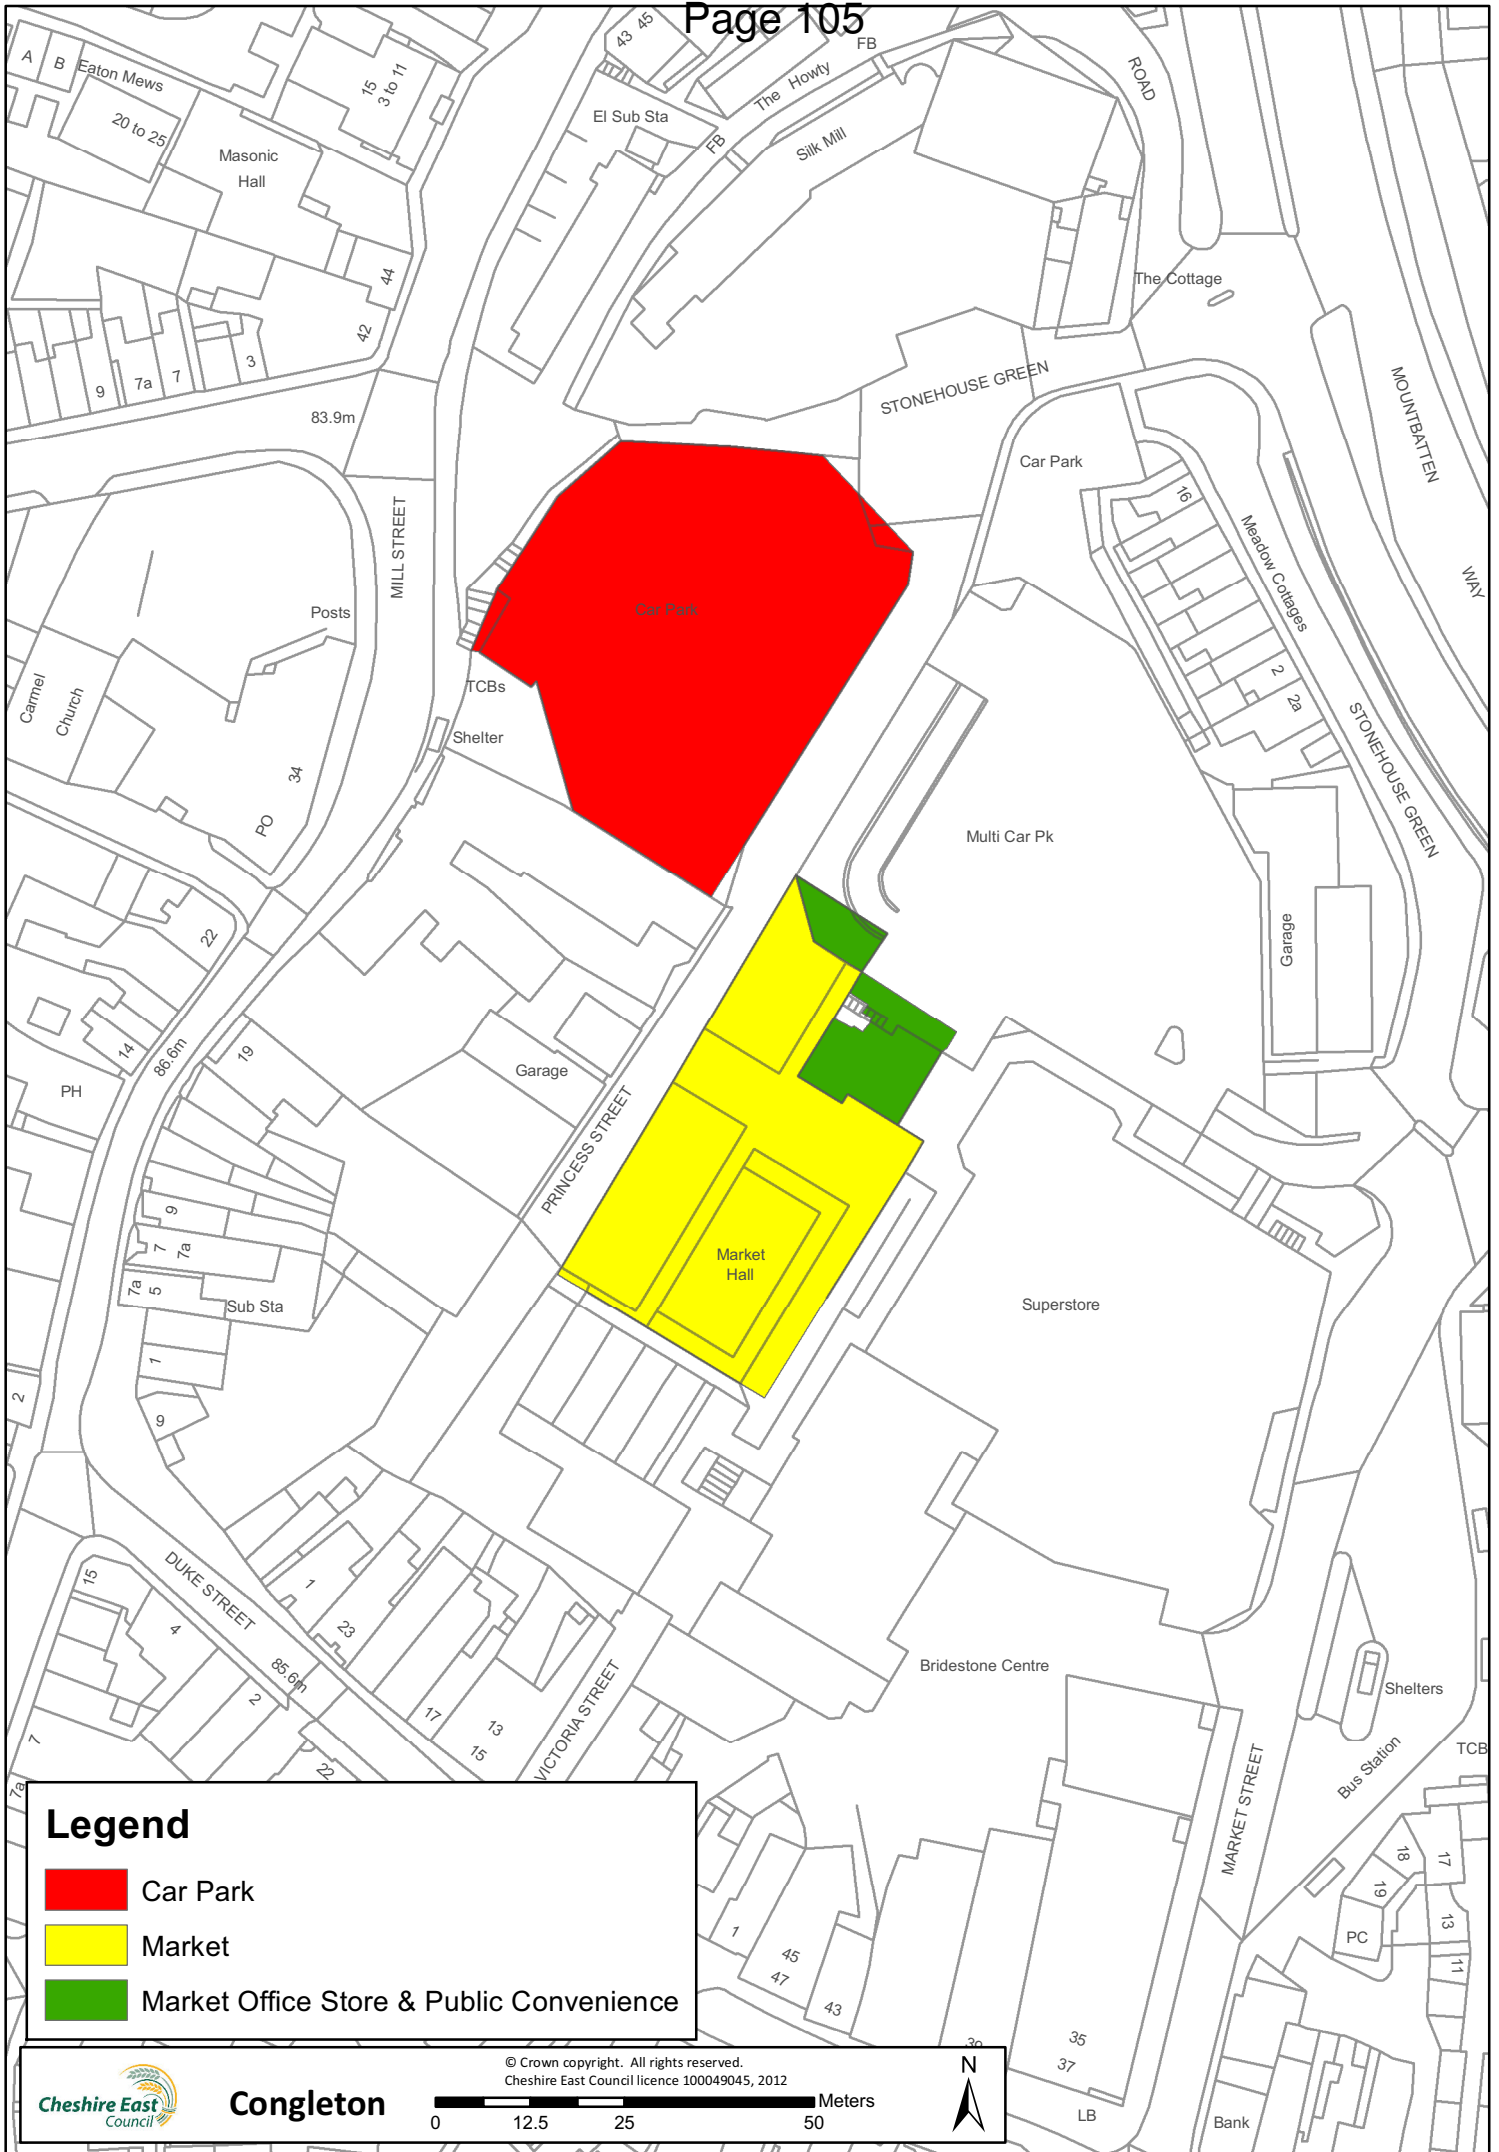 Page 105
A
B
Eaton Mews
20 to 25
15
3 to 11
43
45
FB
The Howty
El Sub Sta
FB
Silk Mill
ROAD
Masonic
Hall
44
42
The Cottage
9
7a
7
3
83.9m
STONEHOUSE GREEN
MOUNTBATTEN
WAY
Car Park
16
Meadow Cottages
2
2a
STONEHOUSE GREEN
MILL STREET
Posts
Car Park
Carmel
Church
TCBs
Shelter
34
PO
Multi Car Pk
Garage
22
14
86.6m
19
PH
Garage
PRINCESS STREET
9
7
7a
7a
5
Sub Sta
1
2
9
Market
Hall
Superstore
DUKE STREET
15
4
1
23
85.6m
2
17
13
15
22
7
7a
VICTORIA STREET
Bridestone Centre
Shelters
Bus Station
TCB
MARKET STREET
18
17
19
13
PC
11
1
45
47
43
39
35
37
LB
Bank
Legend
Car Park
Market
Market Office Store & Public Convenience
Cheshire East
Council
Congleton
© Crown copyright. All rights reserved.
Cheshire East Council licence 100049045, 2012
Meters
0
12.5
25
50
N